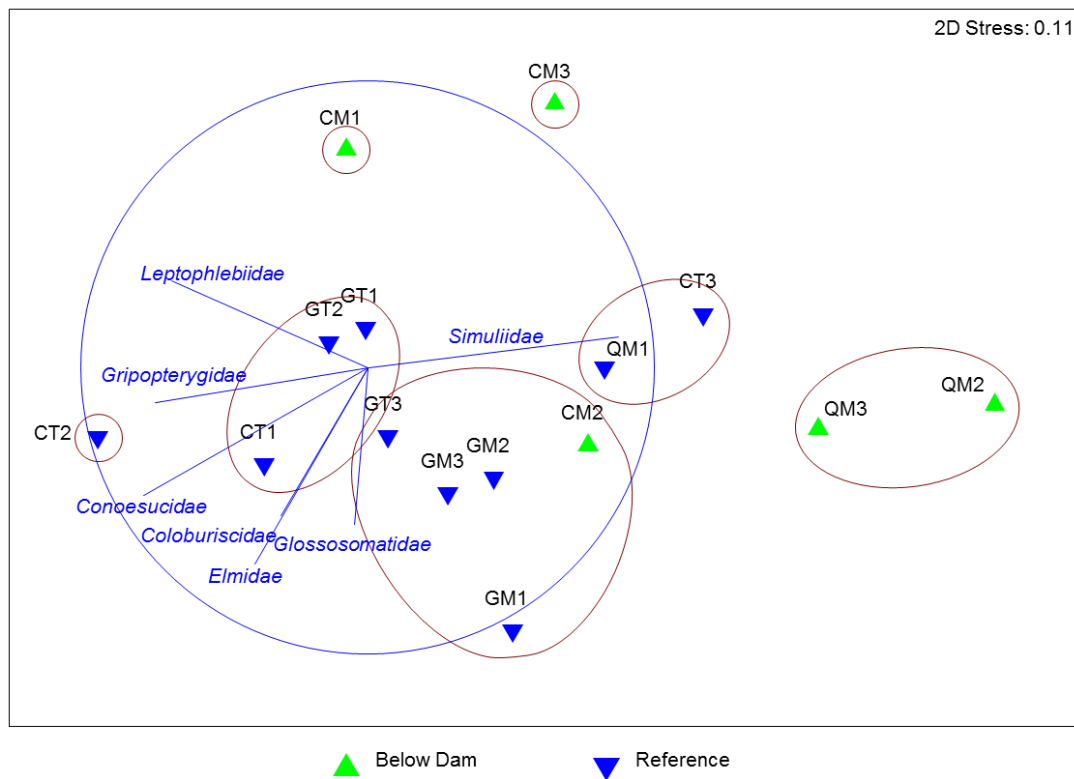 2D Stress: 0.11
CM3
CM1
Leptophlebiidae
CT3
GT2 GT1
Simuliidae
QM1
Gripopterygidae
QM2
QM3
GT3
CM2
CT2
CT1
GM2
GM3
Conoesucidae
Coloburiscidae
Glossosomatidae
Elmidae
GM1
Below Dam
Reference